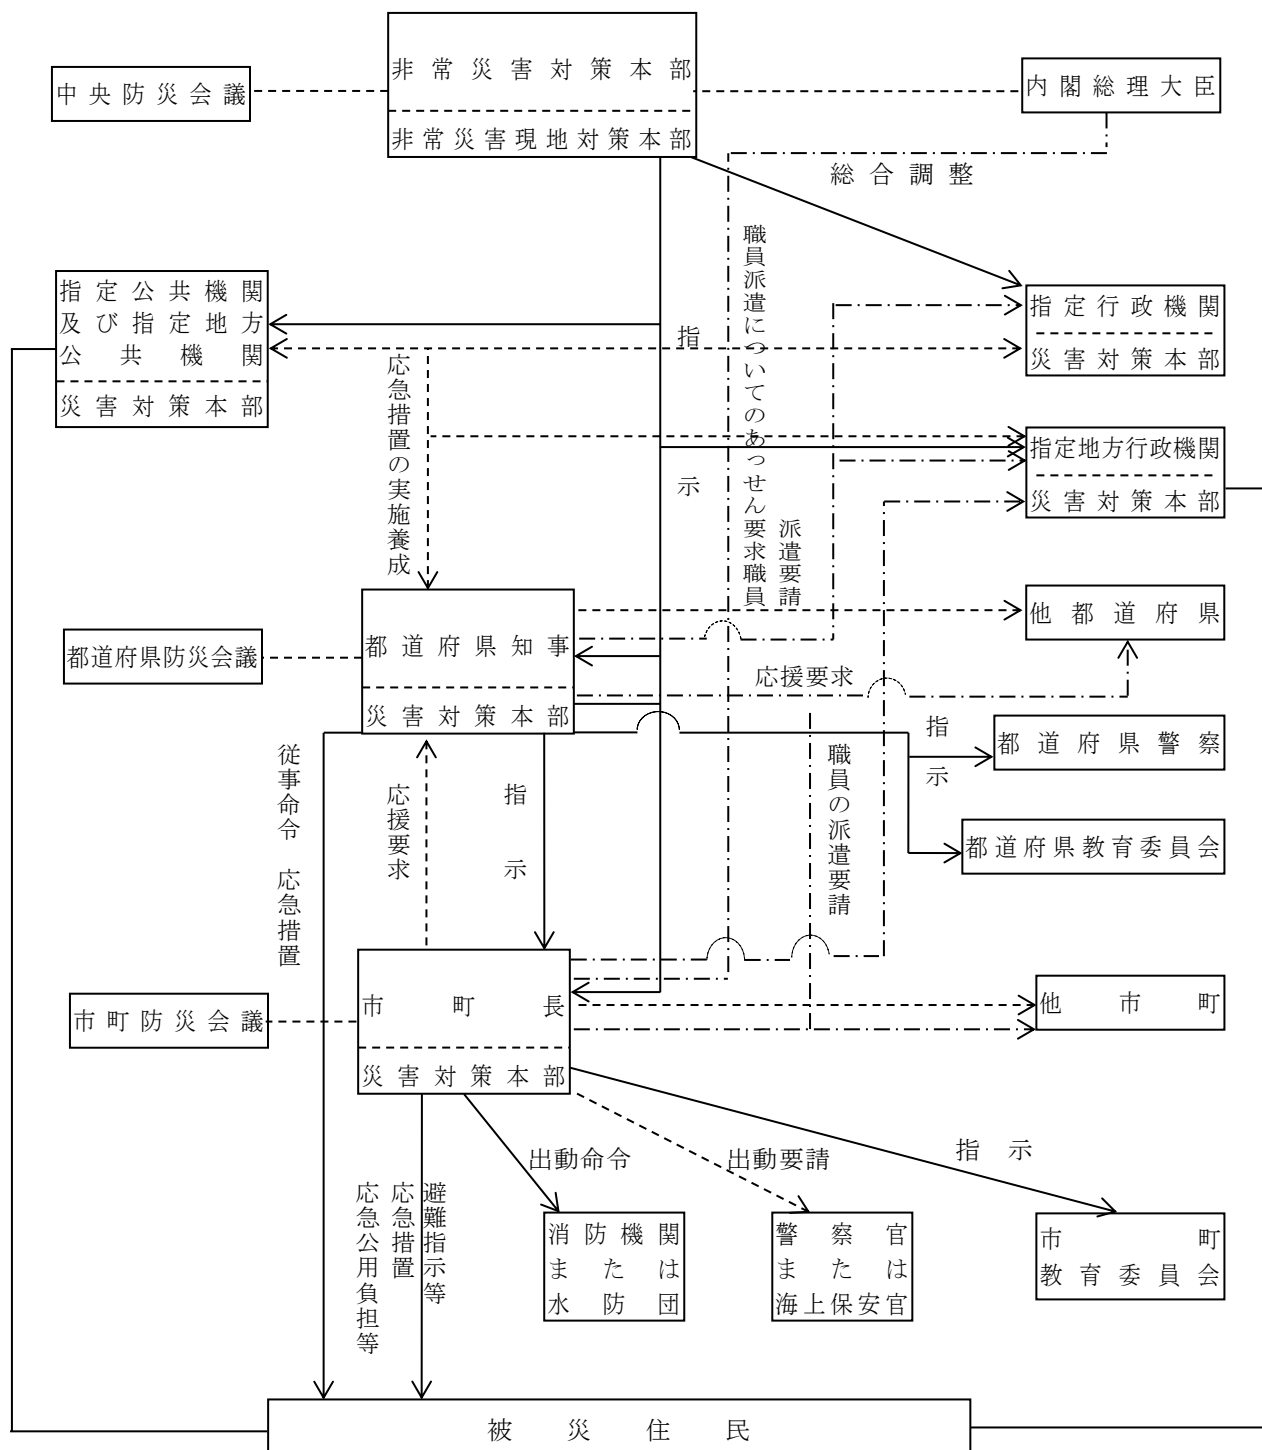 非常災害対策本部
中央防災会議
内閣総理大臣
非常災害現地対策本部
総合調整
職員派遣についてのあっせん要求職員
派遣要請
指定公共機関
及び指定地方
公共機関
災害対策本部
指定行政機関
災害対策本部
指示
応急措置の実施養成
指定地方行政機関
災害対策本部
都道府県知事
災害対策本部
都道府県防災会議
他都道府県
応援要求
都道府県警察
指示
職員の派遣要請
都道府県教育委員会
従事命令 応急措置
応援要求
指示
市町長
災害対策本部
市町防災会議
他市町
出動命令
出動要請
指示
避難指示等
応急措置
応急公用負担等
消防機関
または
水防団
警察官
または
海上保安官
市町
教育委員会
被災住民